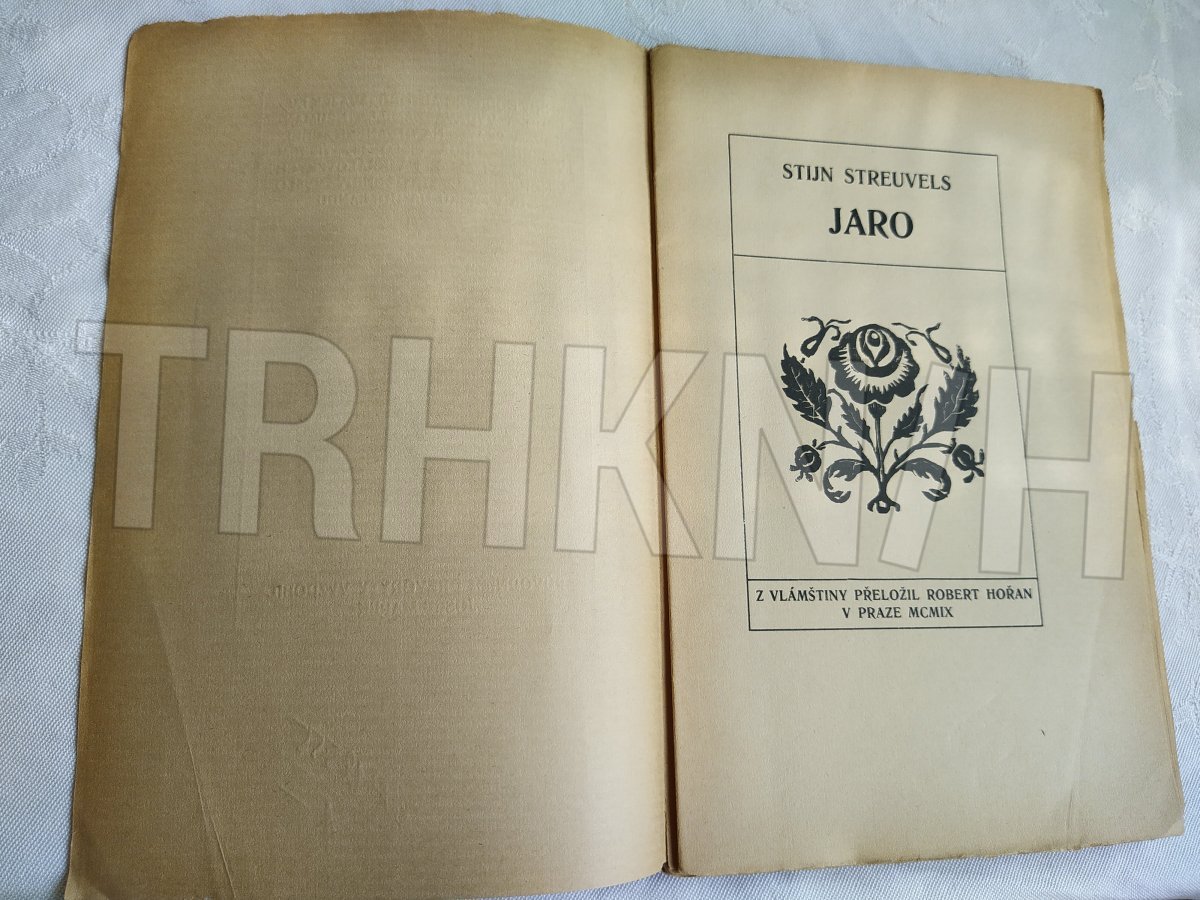 STIJN STREUVELS
JARO
TRHKNIH
Z VLÁMŠTINY PŘELOŽIL ROBERT HOŘAN
V PRAZE MCMIX